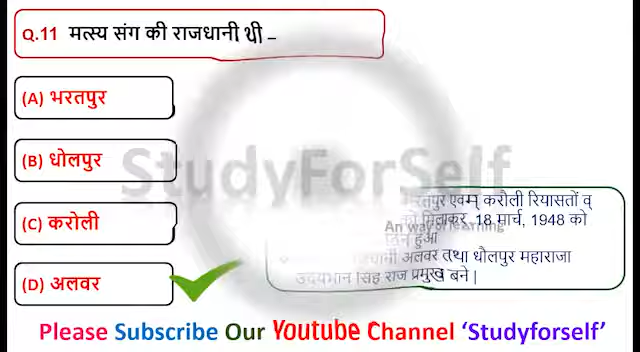 Q.11 मत्स्य संग की राजधानी थी –
(A) भरतपुर
(B) धोलपुर
StudyForSelf
(C) करोली
एवम् करौली रियासतों व्
को मिलाकर, 18 मार्च, 1948 को
An way of learning
हुआ
(D) अलवर
अलवर तथा धौलपुर महाराजा
उदयभान सिंह राज प्रमुख बने |
Please Subscribe Our Youtube Channel ‘Studyforself’